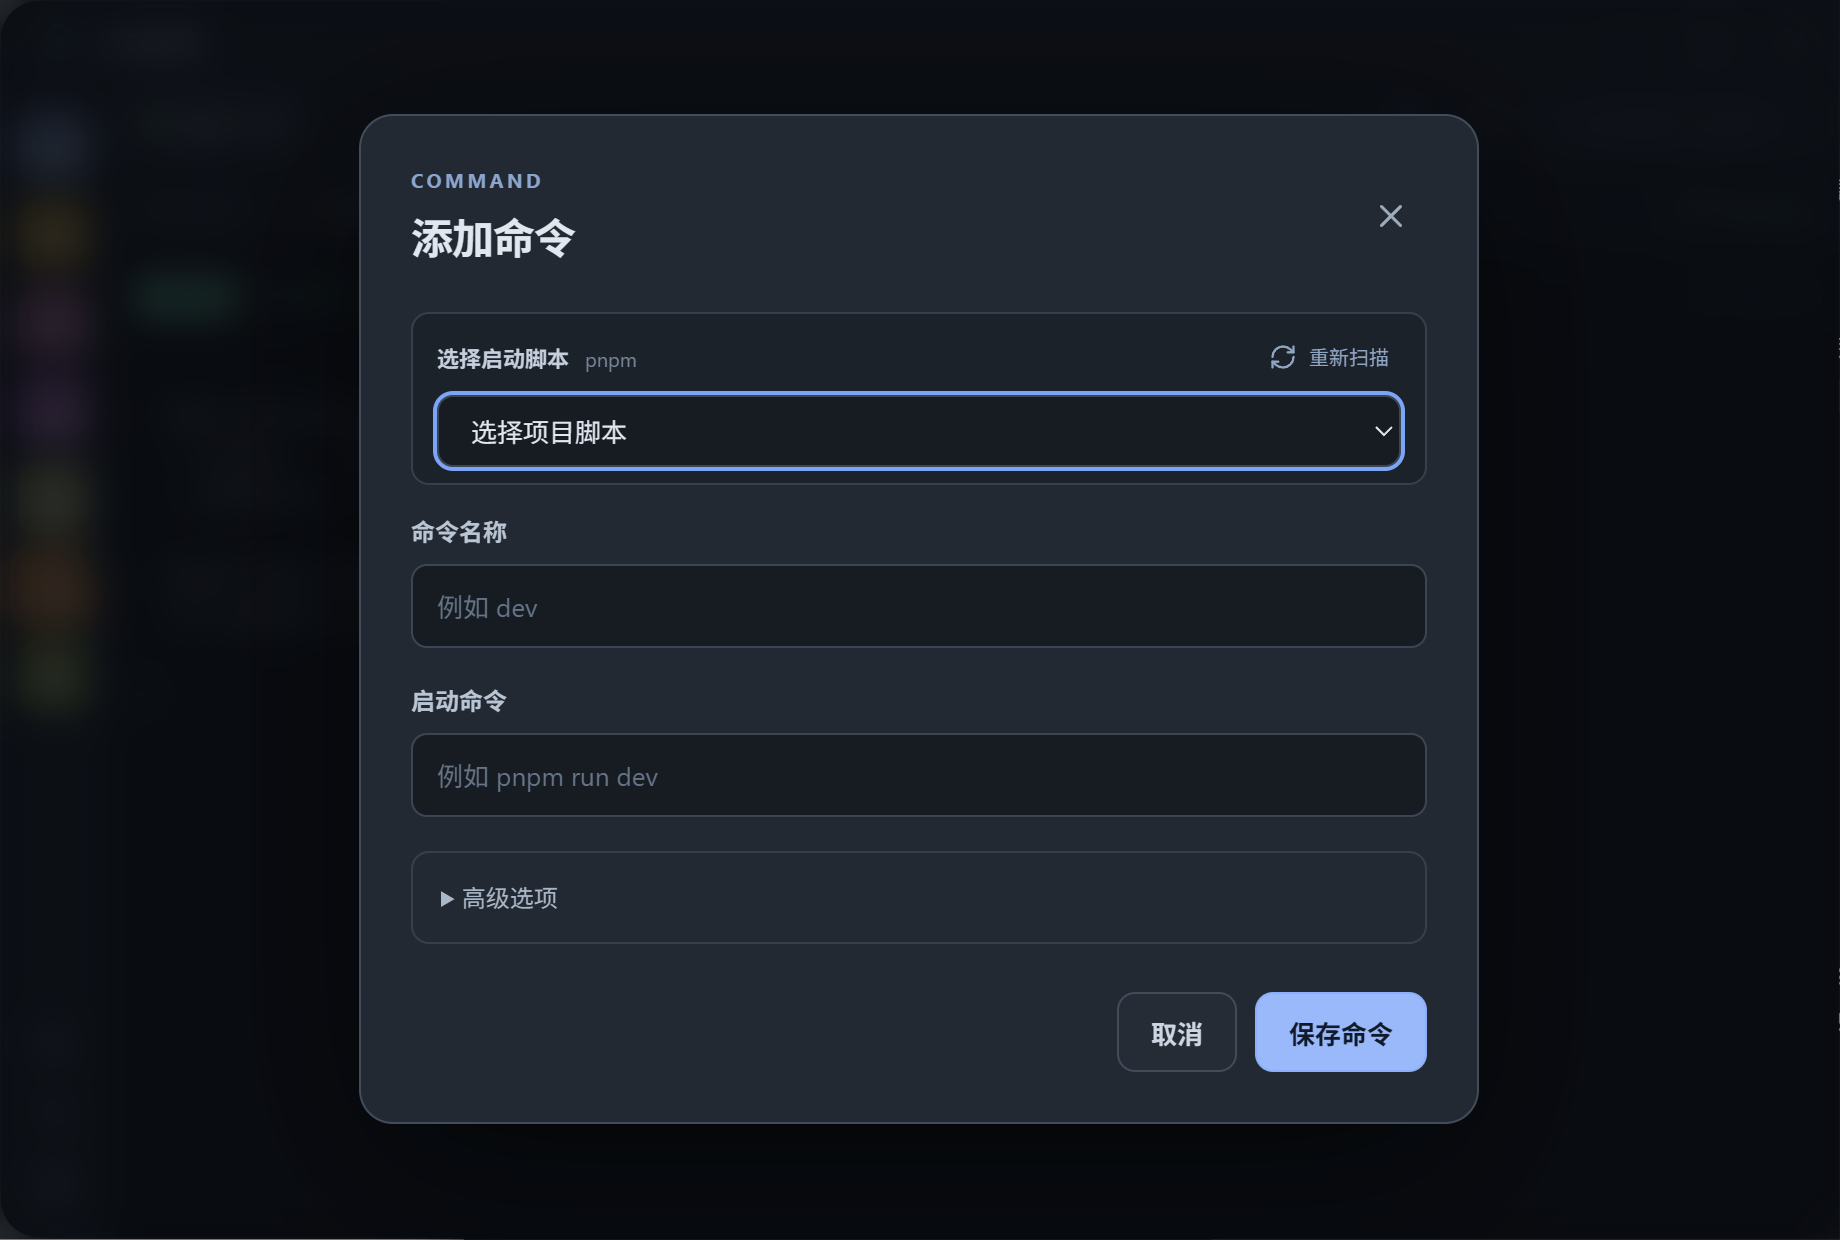 COMMAND
添加命令
选择启动脚本 pnpm 重新扫描
选择项目脚本
命令名称
例如 dev
启动命令
例如 pnpm run dev
高级选项
取消 保存命令